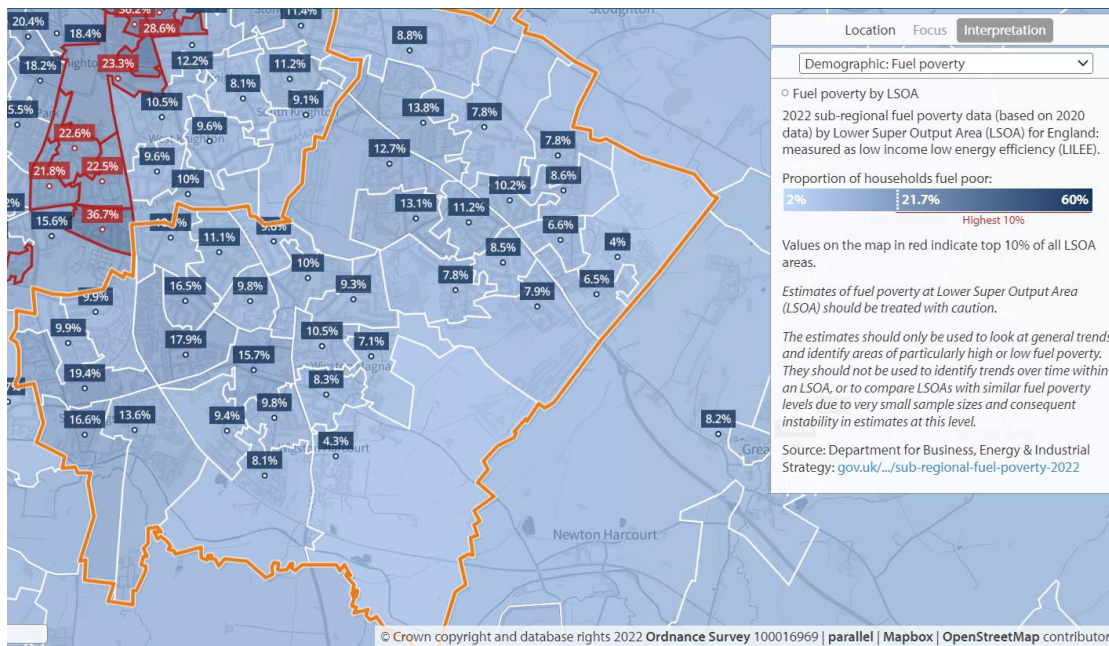 36.2%
11.4%
Stoughton
20.4%
18.4%
28.6%
8.8%
18.2%
23.3%
12.2%
11.2%
8.1%
5.5%
10.5%
9.1%
13.8%
7.8%
South Knighton
22.6%
9.6%
West Knighton
12.7%
7.8%
9.6%
21.8%
22.5%
10%
10.2%
8.6%
15.6%
36.7%
13.1%
11.2%
6.6%
11.1%
9.6%
8.5%
4%
10%
16.5%
9.8%
9.3%
7.8%
7.9%
6.5%
9.9%
9.9%
17.9%
10.5%
7.1%
15.7%
19.4%
8.3%
16.6%
13.6%
9.4%
9.8%
8.2%
8.1%
4.3%
Newton Harcourt
Location Focus Interpretation
Demographic: Fuel poverty
Fuel poverty by LSOA
2022 sub-regional fuel poverty data (based on 2020
data) by Lower Super Output Area (LSOA) for England:
measured as low income low energy efficiency (LILEE).
Proportion of households fuel poor:
2% 21.7% 60%
Highest 10%
Values on the map in red indicate top 10% of all LSOA
areas.
Estimates of fuel poverty at Lower Super Output Area
(LSOA) should be treated with caution.
The estimates should only be used to look at general trends
and identify areas of particularly high or low fuel poverty.
They should not be used to identify trends over time within
an LSOA, or to compare LSOAs with similar fuel poverty
levels due to very small sample sizes and consequent
instability in estimates at this level.
Source: Department for Business, Energy & Industrial
Strategy: gov.uk/.../sub-regional-fuel-poverty-2022
© Crown copyright and database rights 2022 Ordnance Survey 100016969 | parallel | Mapbox | OpenStreetMap contributor